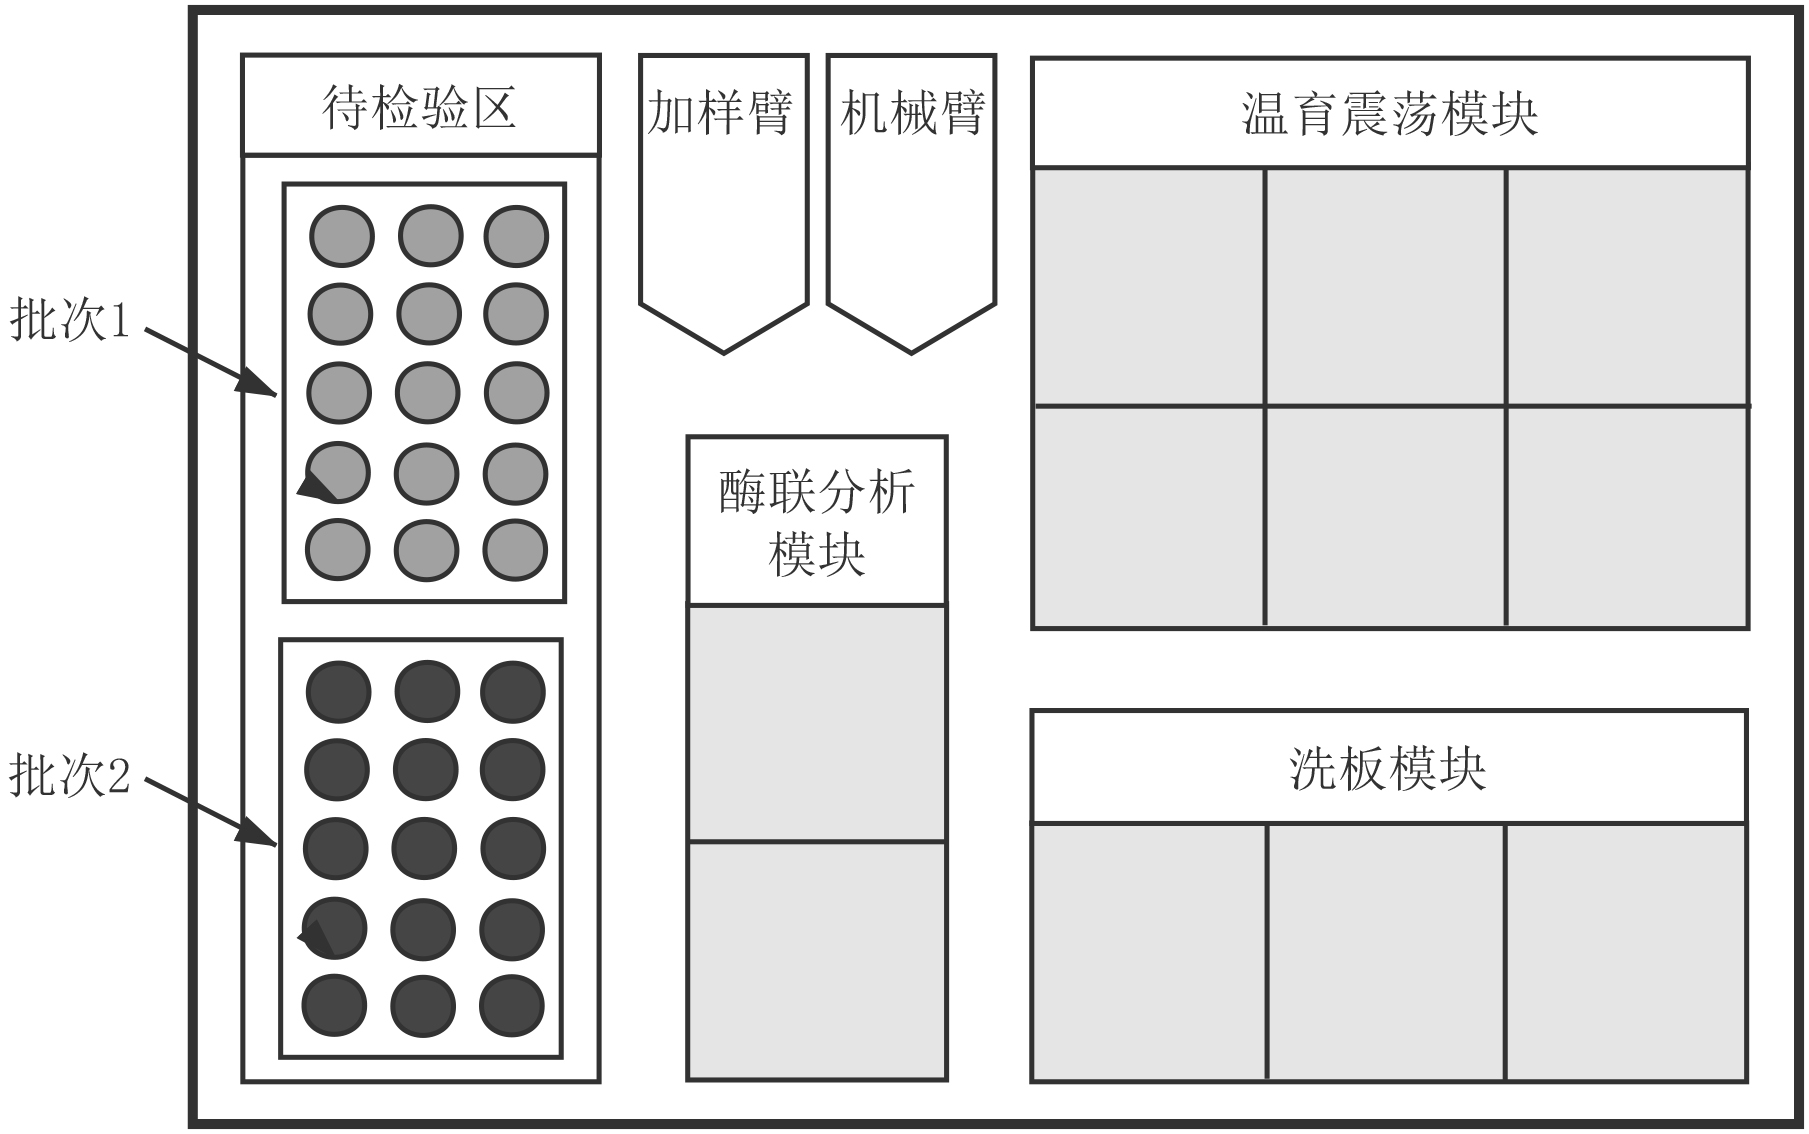 待检验区
加样臂
机械臂
温育震荡模块
批次1
酶联分析
模块
批次2
洗板模块